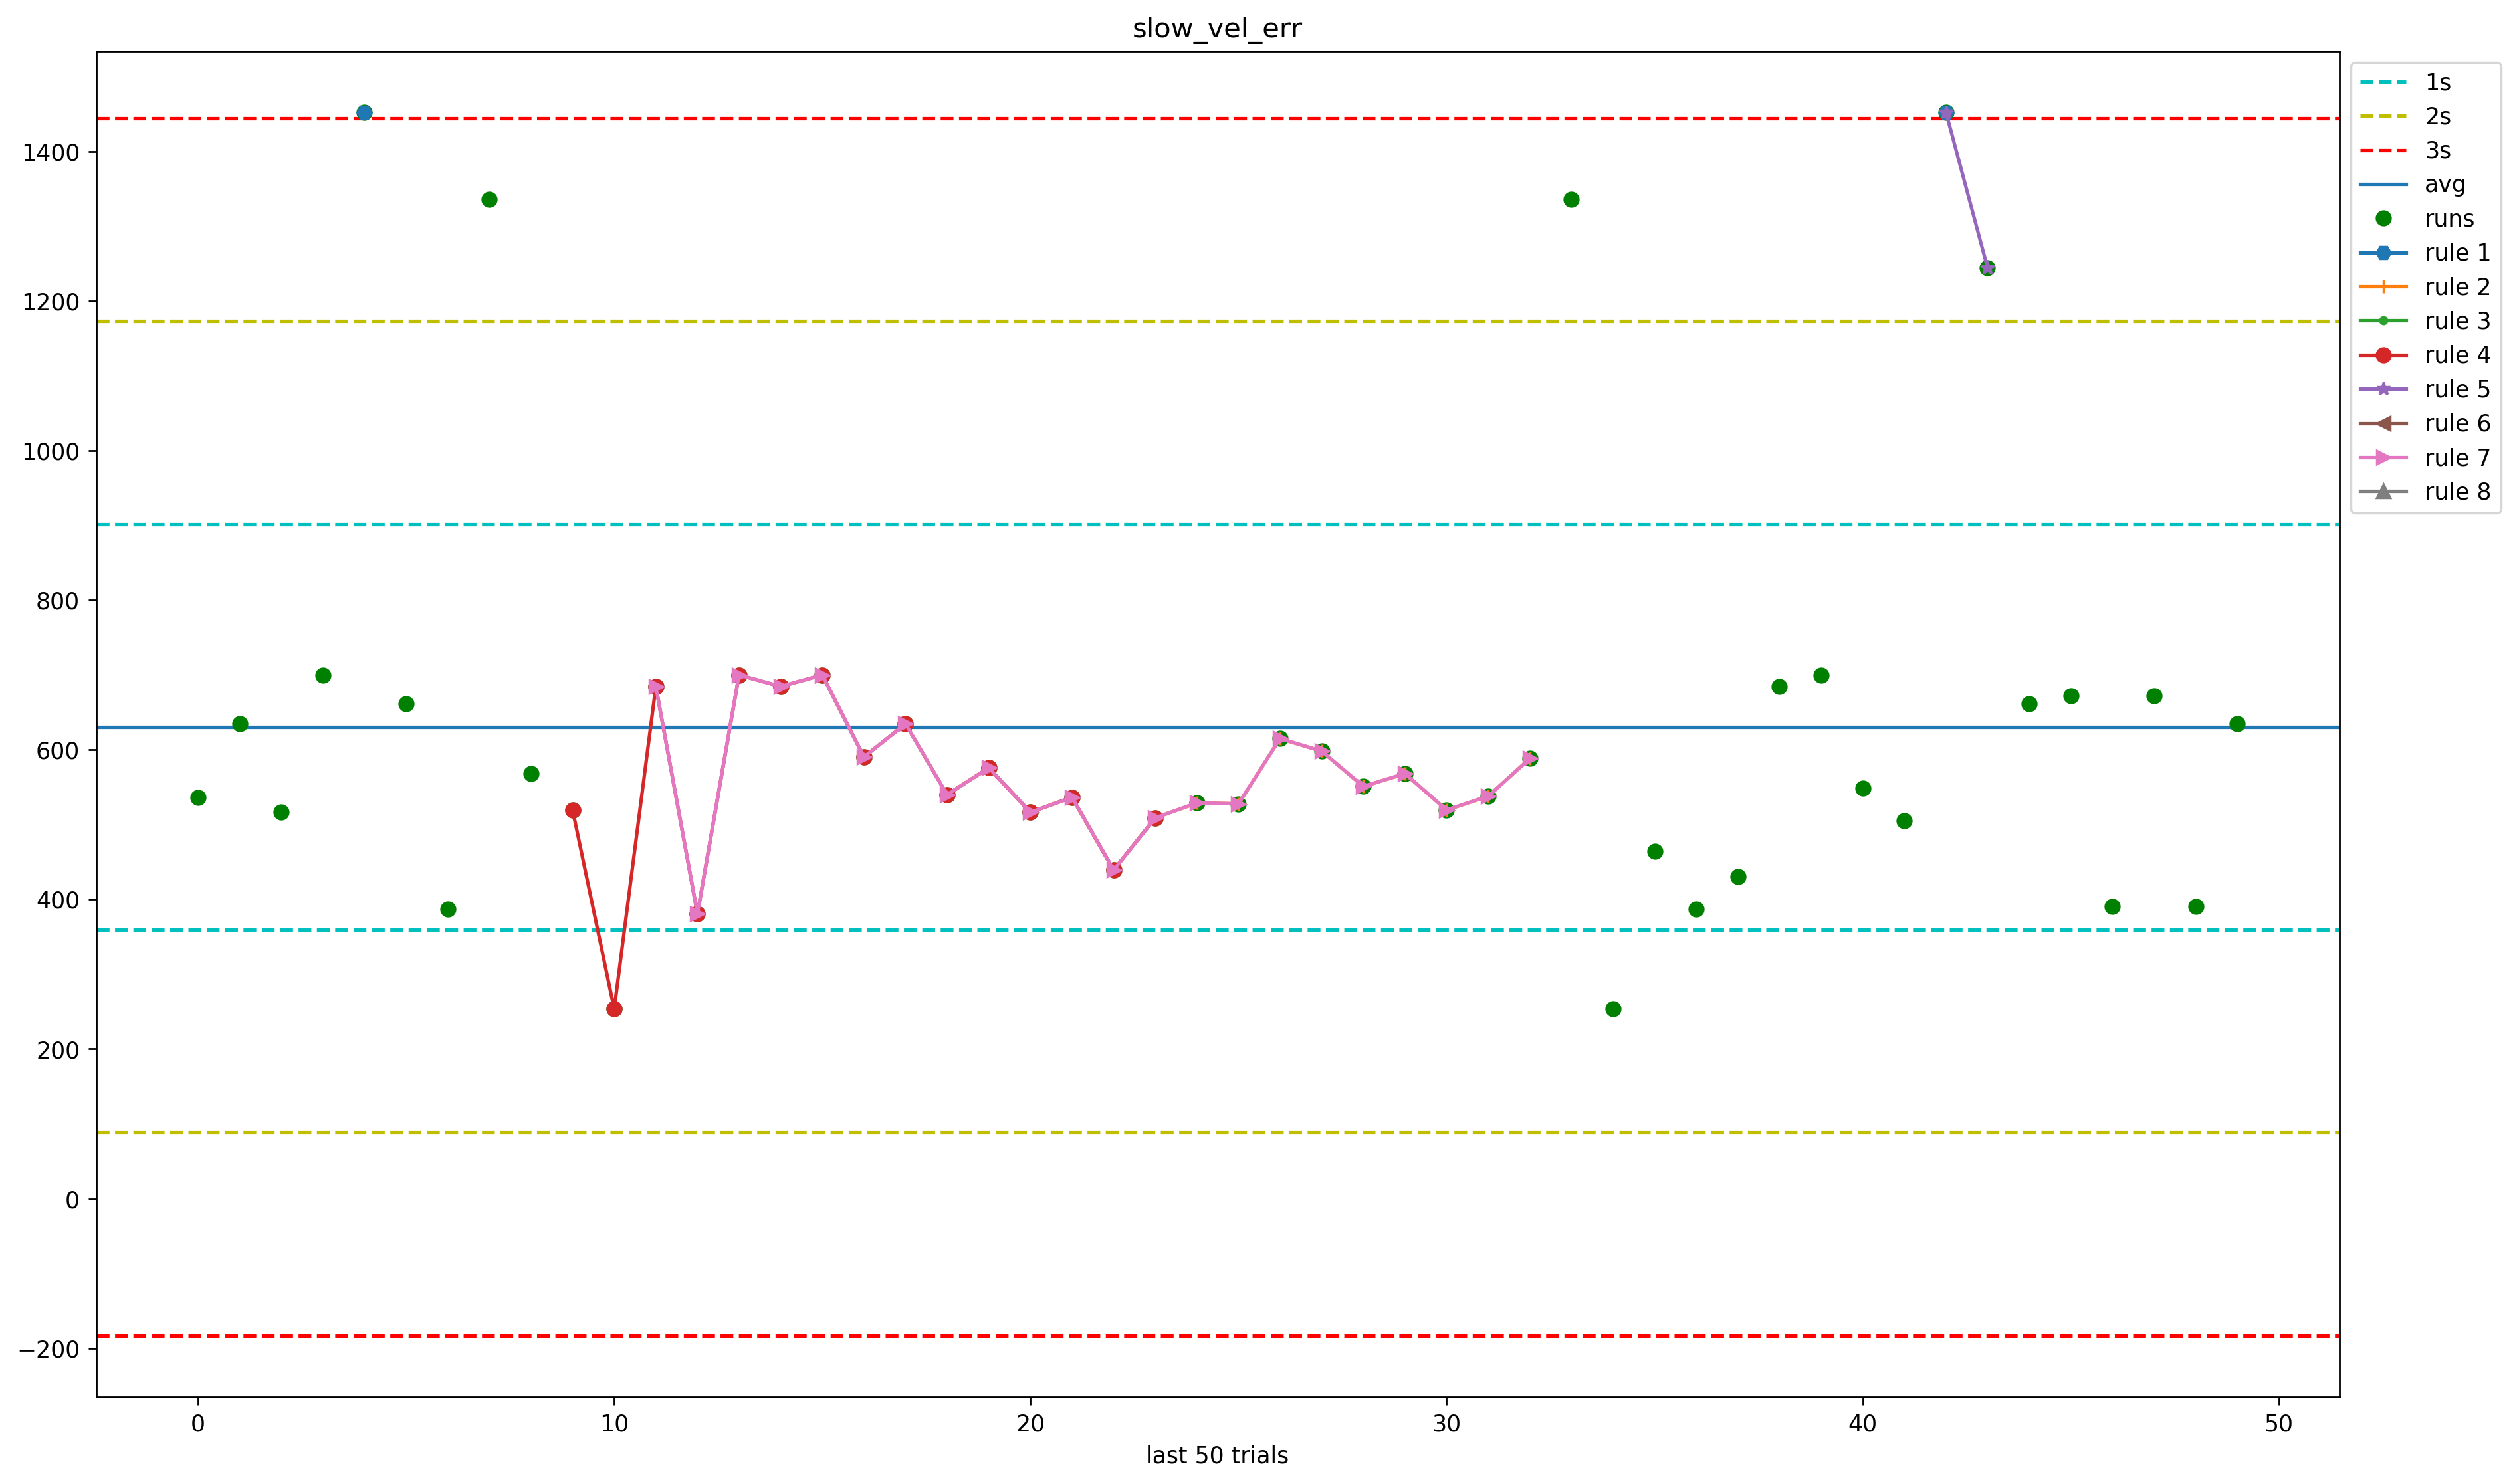 slow_vel_err
1400
1200
1000
800
600
400
200
0
−200
0 10 20 30 40 50
last 50 trials
1s
2s
3s
avg
runs
rule 1
rule 2
rule 3
rule 4
rule 5
rule 6
rule 7
rule 8